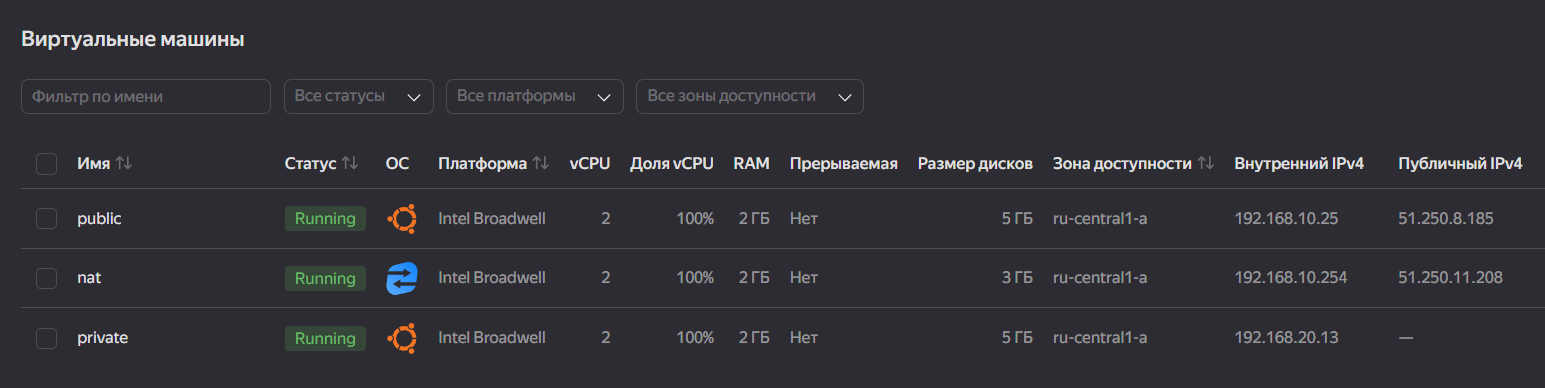 Виртуальные машины
Фильтр по имени Все статусы Все платформы Все зоны доступности
Имя Статус ОС Платформа vCPU Доля vCPU RAM Прерываемая Размер дисков Зона доступности Внутренний IPv4 Публичный IPv4
public Running Intel Broadwell 2 100% 2 ГБ Нет 5 ГБ ru-central1-a 192.168.10.25 51.250.8.185
nat Running Intel Broadwell 2 100% 2 ГБ Нет 3 ГБ ru-central1-a 192.168.10.254 51.250.11.208
private Running Intel Broadwell 2 100% 2 ГБ Нет 5 ГБ ru-central1-a 192.168.20.13 —